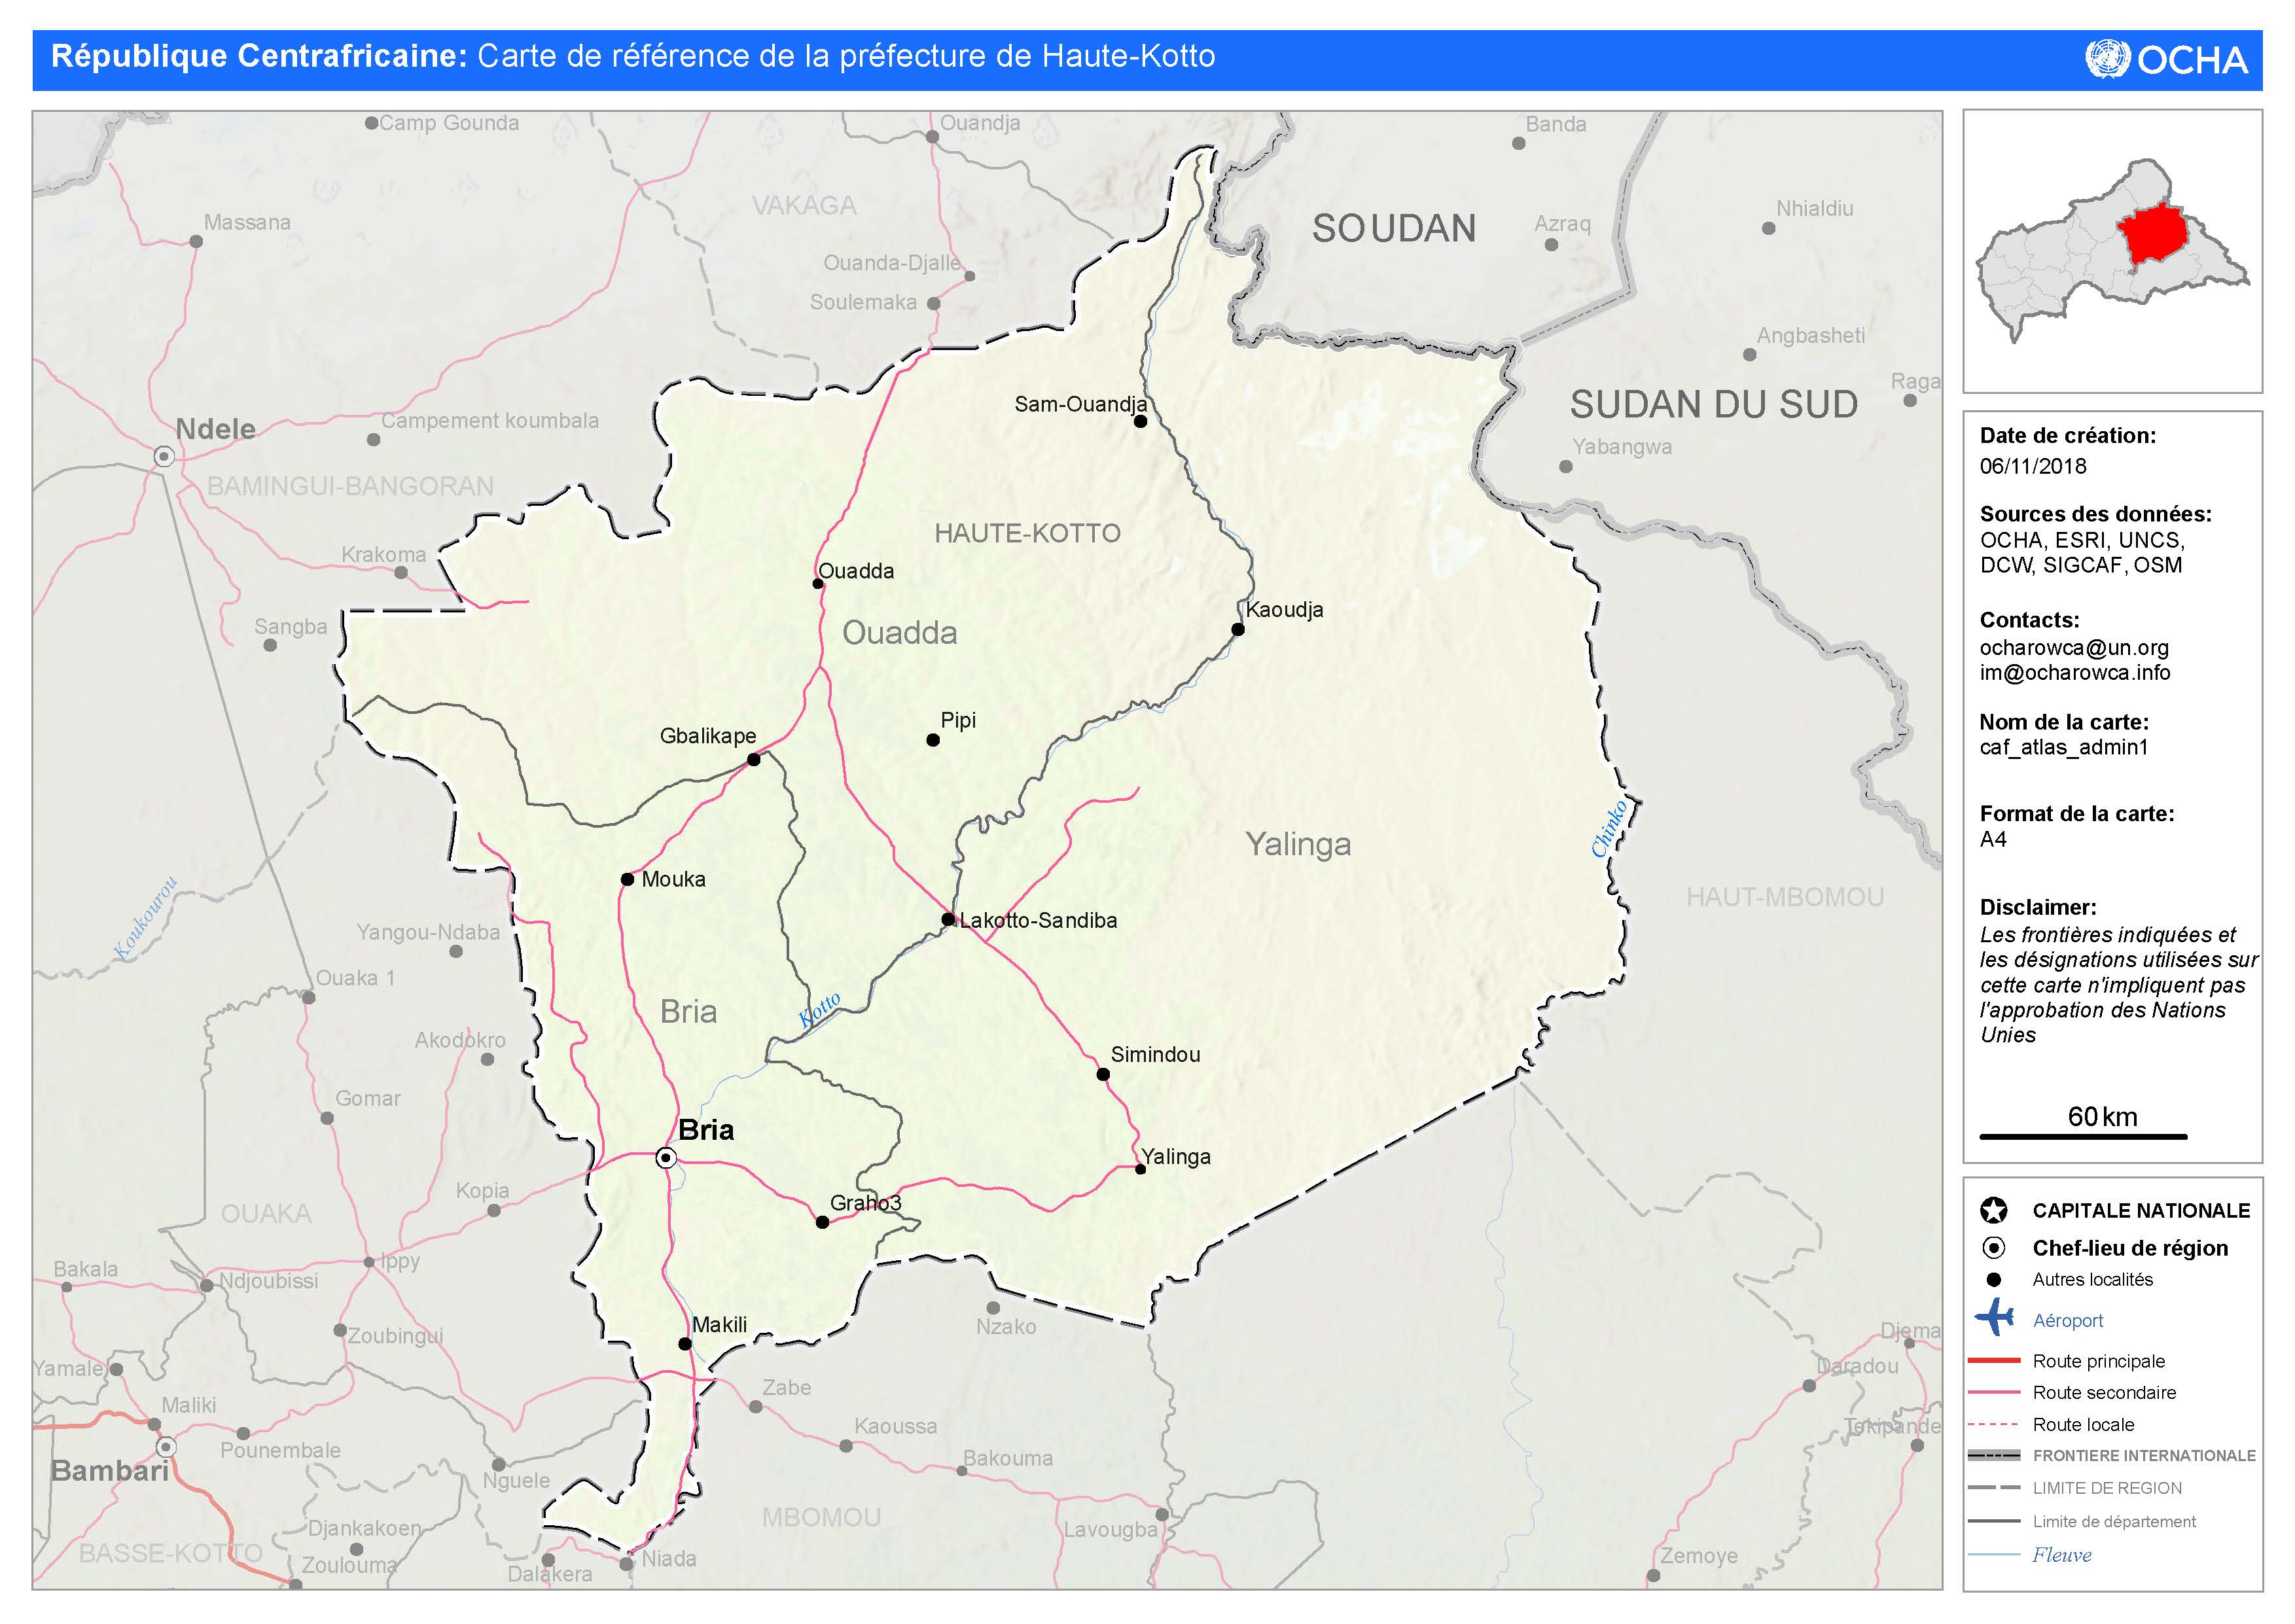 République Centrafricaine: Carte de référence de la préfecture de Haute-Kotto
OCHA
Camp Gounda
Ouandja
Banda
Massana
VAKAGA
SOUDAN
Azraq
Nhialdiu
Ouanda-Djalle
Soulemaka
Angbasheti
Raga
Sam-Ouandja
SUDAN DU SUD
Ndele
Campement koumbala
Yabangwa
BAMINGUI-BANGORAN
HAUTE-KOTTO
Krakoma
Ouadda
Kaoudja
Sangba
Ouadda
Pipi
Gbalikape
Chinko
Yalinga
Mouka
HAUT-MBOMOU
Koukourou
Lakotto-Sandiba
Yangou-Ndaba
Ouaka 1
Bria
Kotto
Akodokro
Simindou
Gomar
Bria
Yalinga
Kopia
Graho3
OUAKA
Ippy
Bakala
Ndjoubissi
Makili
Nzako
Zoubingui
Djema
Yamale
Daradou
Zabe
Maliki
Kaoussa
Tekipande
Pounembale
Bakouma
Bambari
Nguele
MBOMOU
Djankakoen
Lavougba
BASSE-KOTTO
Zoulouma
Niada
Dalakera
Zemoye
Date de création:
06/11/2018
Sources des données:
OCHA, ESRI, UNCS,
DCW, SIGCAF, OSM
Contacts:
ocharowca@un.org
im@ocharowca.info
Nom de la carte:
caf_atlas_admin1
Format de la carte:
A4
Disclaimer:
Les frontières indiquées et
les désignations utilisées sur
cette carte n'impliquent pas
l'approbation des Nations
Unies
60 km
CAPITALE NATIONALE
Chef-lieu de région
Autres localités
Aéroport
Route principale
Route secondaire
Route locale
FRONTIERE INTERNATIONALE
LIMITE DE REGION
Limite de département
Fleuve